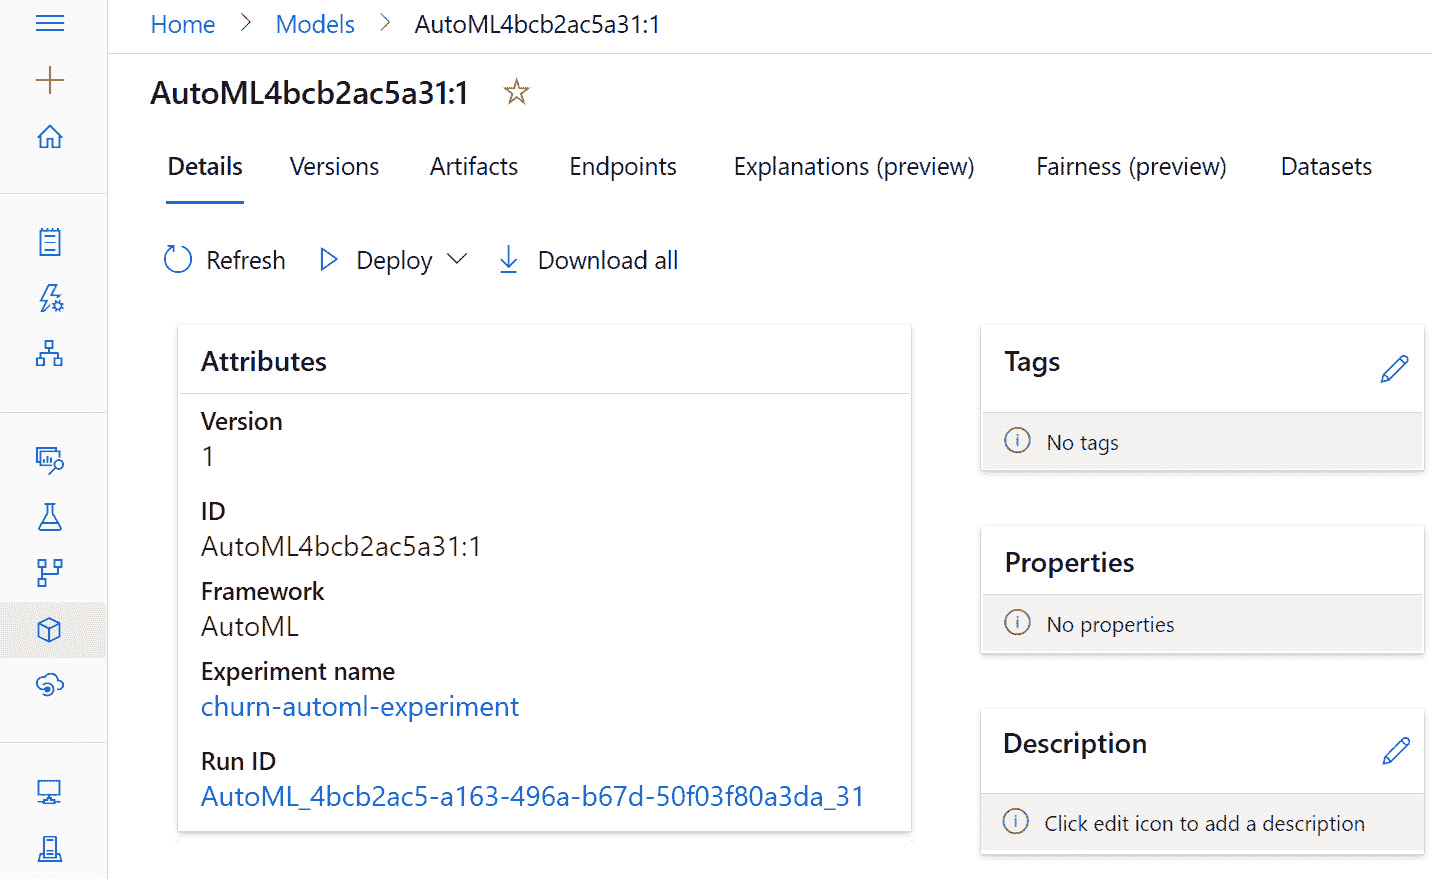 Home > Models > AutoML4bcb2ac5a31:1
AutoML4bcb2ac5a31:1
Details Versions Artifacts Endpoints Explanations (preview) Fairness (preview) Datasets
Refresh Deploy Download all
Attributes
Version
1
ID
AutoML4bcb2ac5a31:1
Framework
AutoML
Experiment name
churn-automl-experiment
Run ID
AutoML_4bcb2ac5-a163-496a-b67d-50f03f80a3da_31
Tags
No tags
Properties
No properties
Description
Click edit icon to add a description